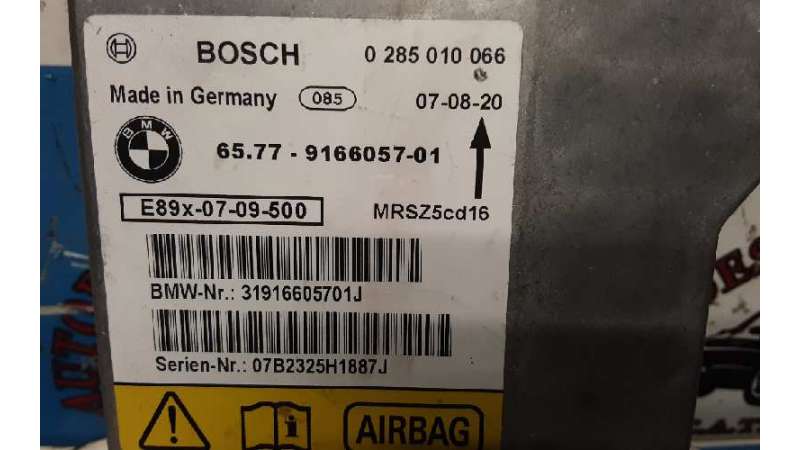 BOSCH 0 285 010 066
Made in Germany 085 07-08-20
BMW 65.77 - 9166057-01
E89x-07-09-500 MRSZ5cd16
BMW-Nr.: 31916605701J
Serien-Nr.: 07B2325H1887J
AIRBAG